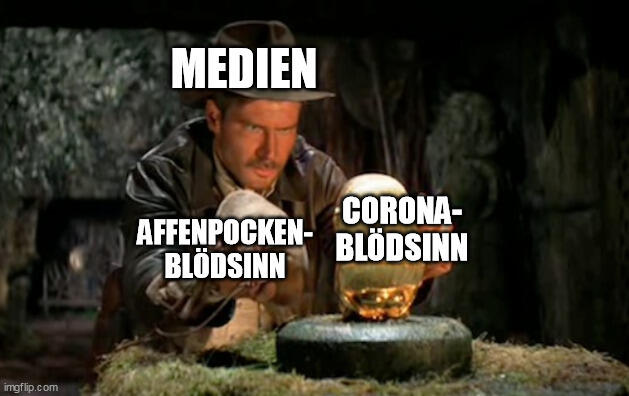 MEDIEN
AFFENPOCKEN-
BLÖDSINN
CORONA-
BLÖDSINN
imgflip.com